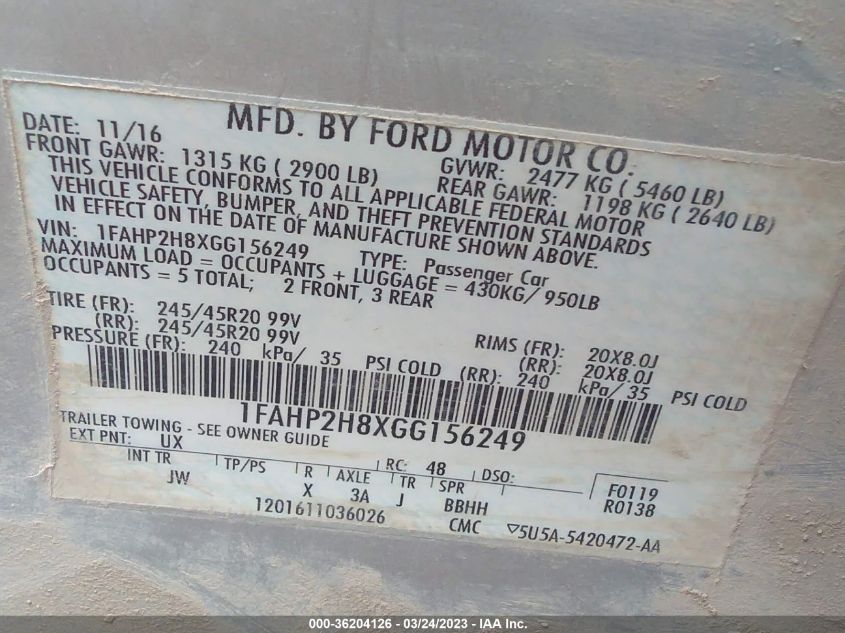 MFD. BY FORD MOTOR CO.
DATE: 11/16 GVWR: 2477 KG ( 5460 LB)
FRONT GAWR: 1315 KG ( 2900 LB) REAR GAWR: 1198 KG ( 2640 LB)
THIS VEHICLE CONFORMS TO ALL APPLICABLE FEDERAL MOTOR
VEHICLE SAFETY, BUMPER, AND THEFT PREVENTION STANDARDS
IN EFFECT ON THE DATE OF MANUFACTURE SHOWN ABOVE.
VIN: 1FAHP2H8XGG156249 TYPE: Passenger Car
MAXIMUM LOAD = OCCUPANTS + LUGGAGE = 430KG/ 950LB
OCCUPANTS = 5 TOTAL; 2 FRONT, 3 REAR
TIRE (FR): 245/45R20 99V RIMS (FR): 20X8.0J
(RR): 245/45R20 99V (RR): 20X8.0J
PRESSURE (FR): 240 kPa/ 35 PSI COLD (RR): 240 kPa/ 35 PSI COLD
1FAHP2H8XGG156249
TRAILER TOWING - SEE OWNER GUIDE
EXT PNT: UX RC: 48 DSO:
INT TR TP/PS R AXLE TR SPR F0119
JW X 3A J BBHH R0138
1201611036026 CMC ▽5U5A-5420472-AA
000-36204126 - 03/24/2023 - IAA Inc.